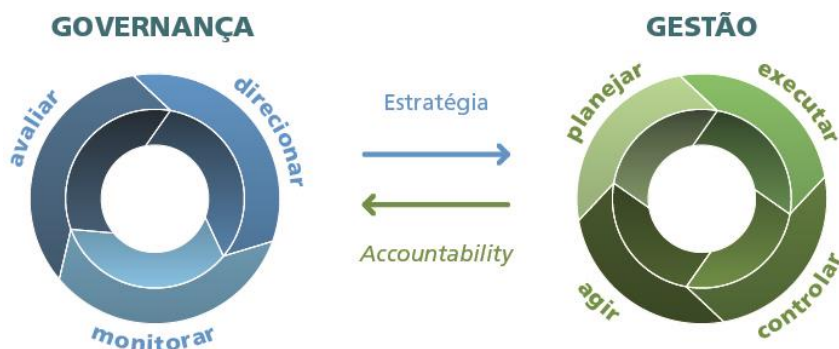 GOVERNANÇA
avaliar
direcionar
monitorar
Estratégia
Accountability
GESTÃO
planejar
executar
controlar
agir